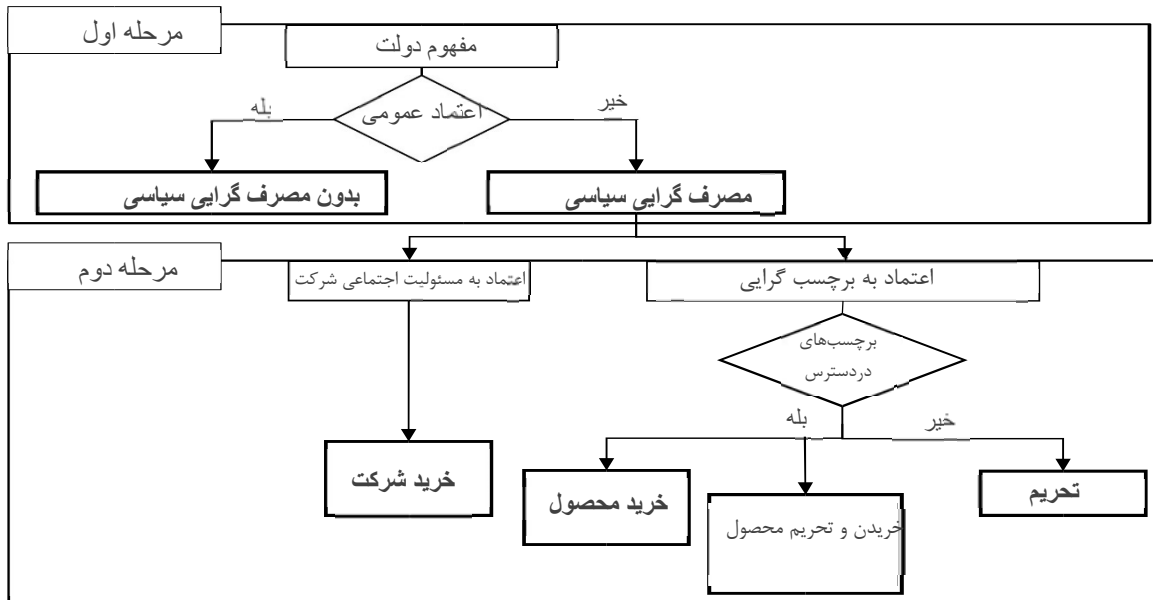 مرحله اول
مفهوم دولت
اعتماد عمومی
خیر
بله
مصرف گرایی سیاسی
بدون مصرف گرایی سیاسی
مرحله دوم
اعتماد به مسئولیت اجتماعی شرکت
اعتماد به برچسب گرایی
برچسب‌های
دردسترس
بله
خیر
خرید شرکت
خرید محصول
خریدن و تحریم محصول
تحریم